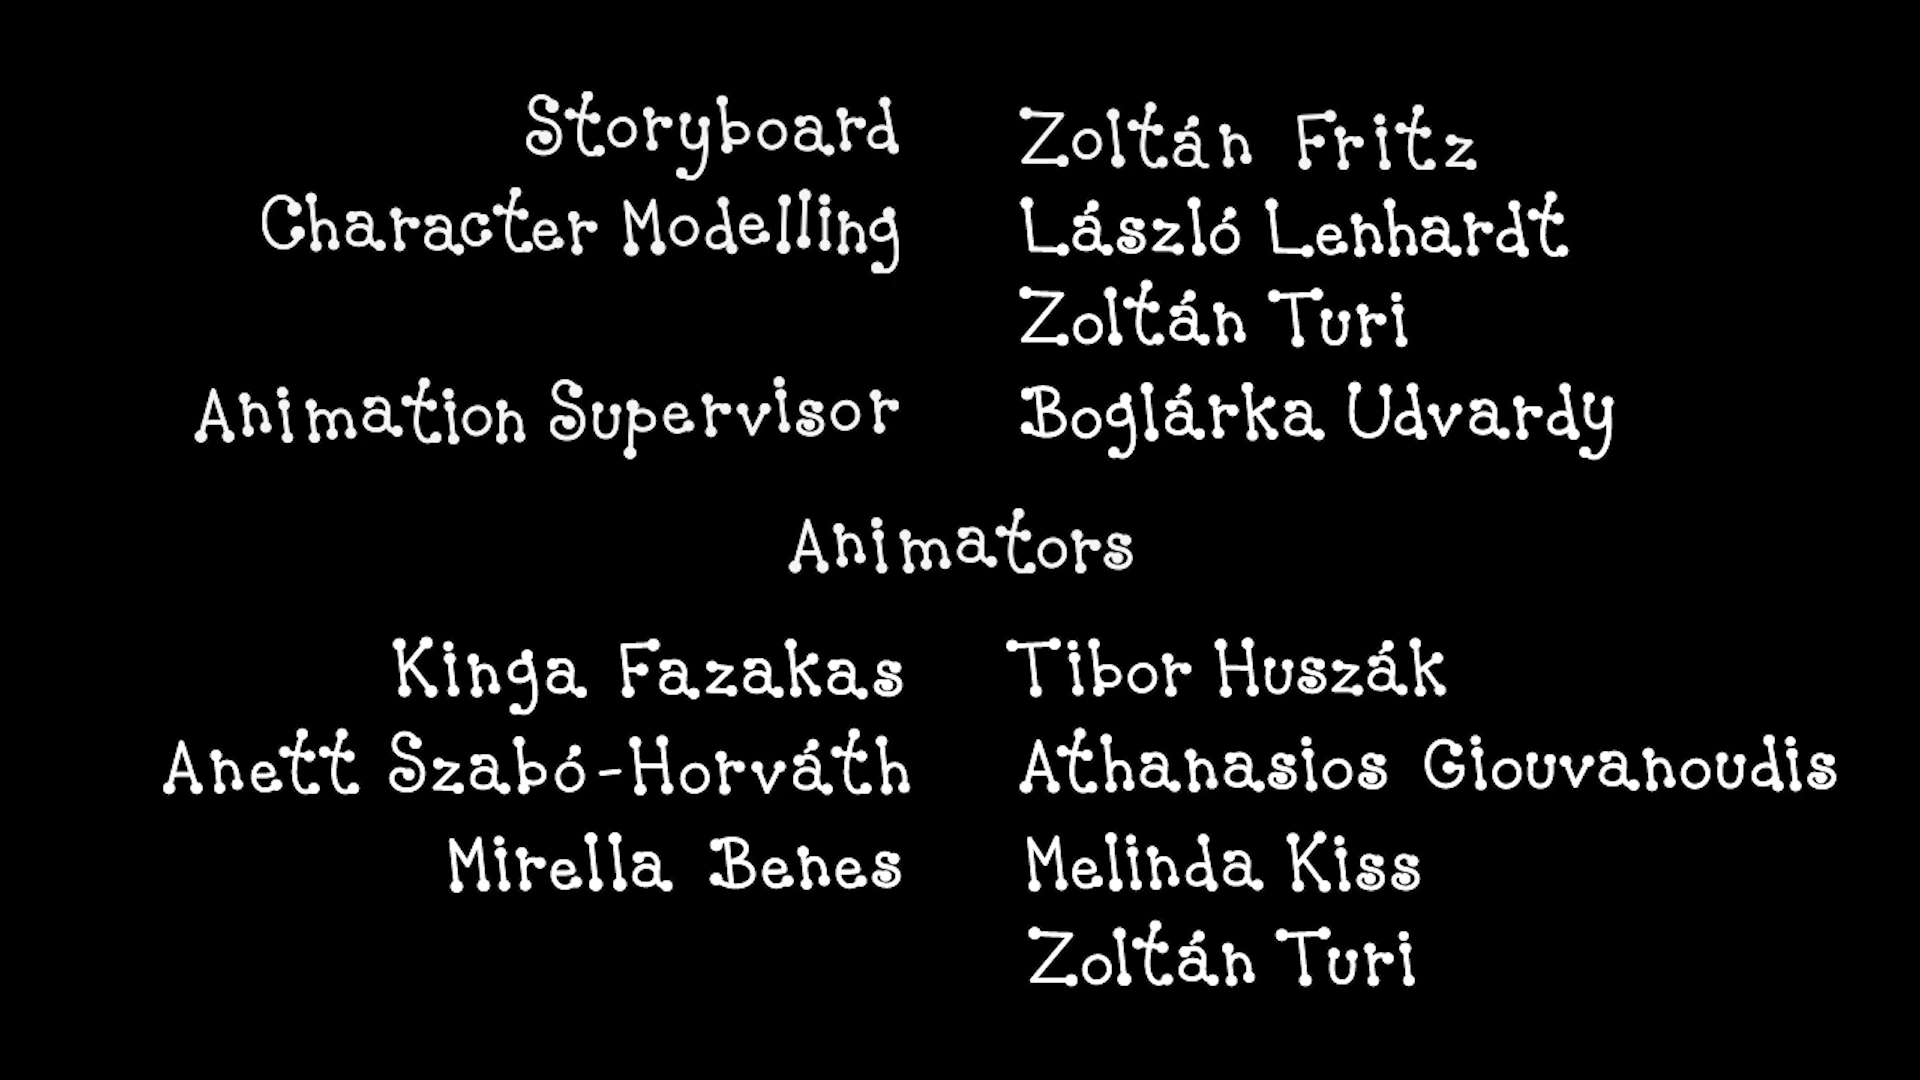 Storyboard Zoltán Fritz
Character Modelling László Lenhardt
Zoltán Turi
Animation Supervisor Boglárka Udvardy
Animators
Kinga Fazakas Tibor Huszák
Anett Szabó-Horváth Athanasios Giouvanoudis
Mirella Benes Melinda Kiss
Zoltán Turi